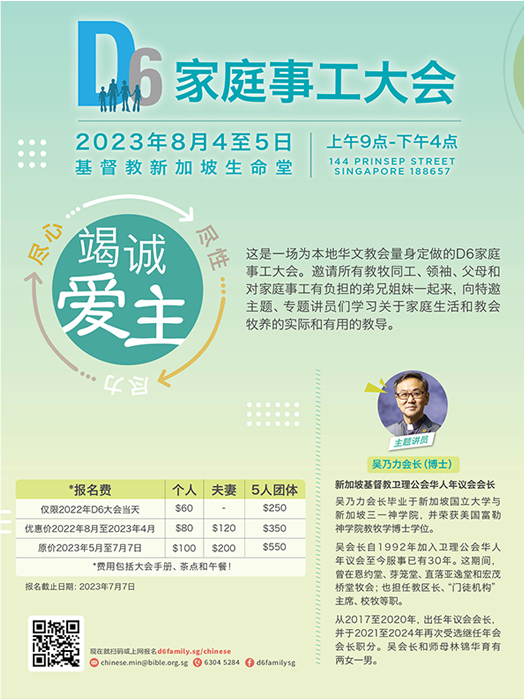 D6 家庭事工大会
2023年8月4至5日
基督教新加坡生命堂
上午9点-下午4点
144 PRINSEP STREET
SINGAPORE 188657
尽心
尽性
竭诚
爱主
尽力
这是一场为本地华文教会量身定做的D6家庭
事工大会。邀请所有教牧同工、领袖、父母和
对家庭事工有负担的弟兄姐妹一起来，向特邀
主题、专题讲员们学习关于家庭生活和教会
牧养的实际和有用的教导。
主题讲员
吴乃力会长（博士）
新加坡基督教卫理公会华人年议会会长
吴乃力会长毕业于新加坡国立大学与
新加坡三一神学院，并荣获美国富勒
神学院教牧学博士学位。
吴会长自1992年加入卫理公会华人
年议会至今服事已有30年。这期间，
曾在恩约堂、芽笼堂、直落亚逸堂和宏茂
桥堂牧会；也担任教区长、“门徒机构”
主席、校牧等职。
从2017至2020年，出任年议会会长，
并于2021至2024年再次受选继任年会
会长职分。吴会长和师母林锦华育有
两女一男。
*报名费 个人 夫妻 5人团体
仅限2022年D6大会当天 $60 - $250
优惠价2022年8月至2023年4月 $80 $120 $350
原价2023年5月至7月7日 $100 $200 $550
*费用包括大会手册、茶点和午餐！
报名截止日期: 2023年7月7日
现在就扫码或上网报名d6family.sg/chinese
chinese.min@bible.org.sg 6304 5284 d6familysg